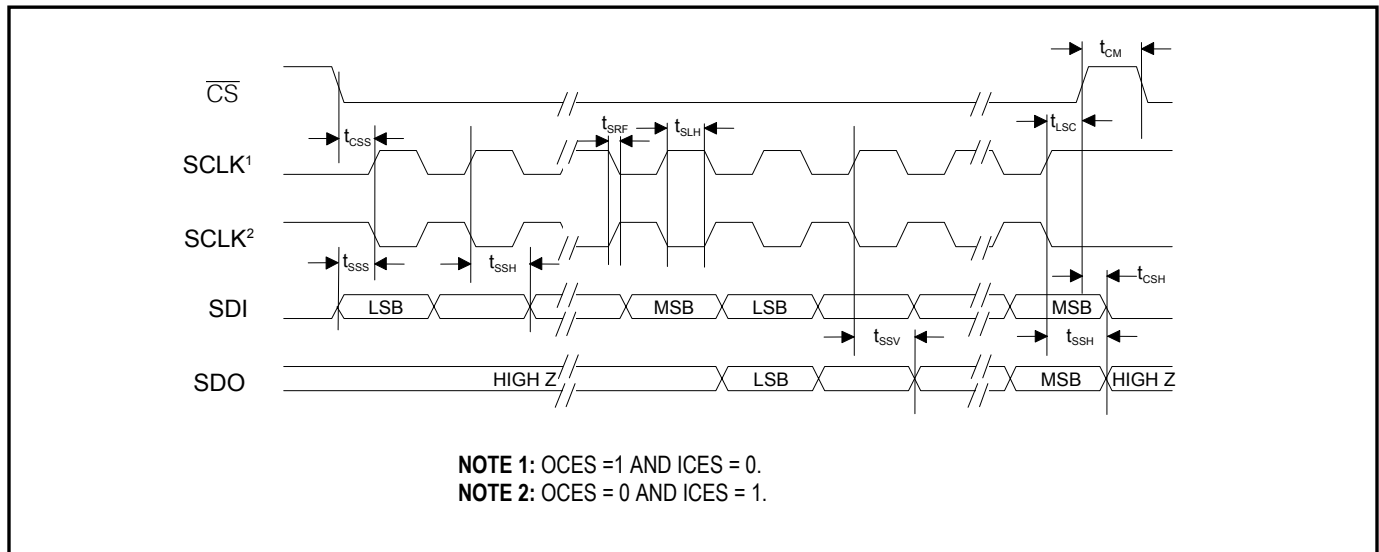 t_CM
C̅S̅
t_CSS t_SRF t_SLH t_LSC
SCLK¹
SCLK²
t_SSS t_SSH t_CSH
SDI LSB MSB LSB MSB
t_SSV t_SSH
SDO HIGH Z LSB MSB HIGH Z
NOTE 1: OCES =1 AND ICES = 0.
NOTE 2: OCES = 0 AND ICES = 1.